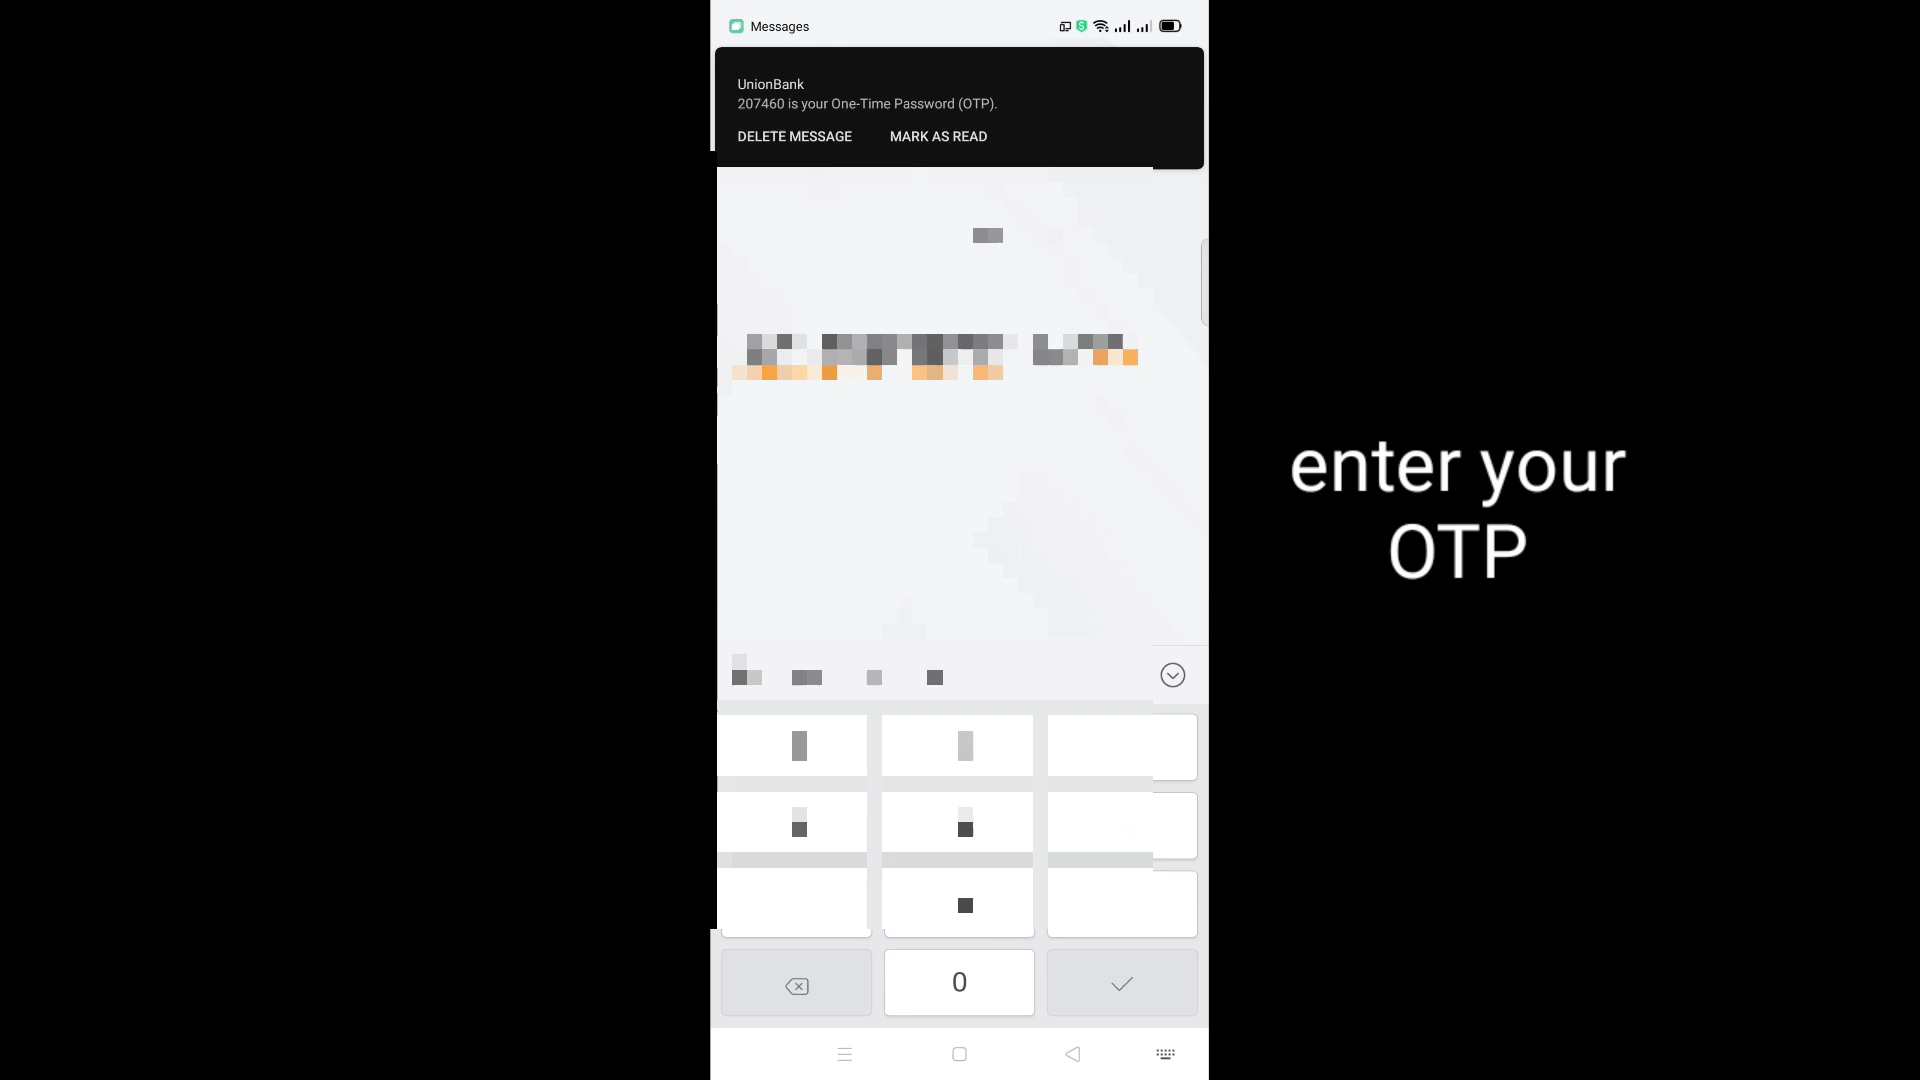 Messages
UnionBank
207460 is your One-Time Password (OTP).
DELETE MESSAGE MARK AS READ
enter your
OTP
0